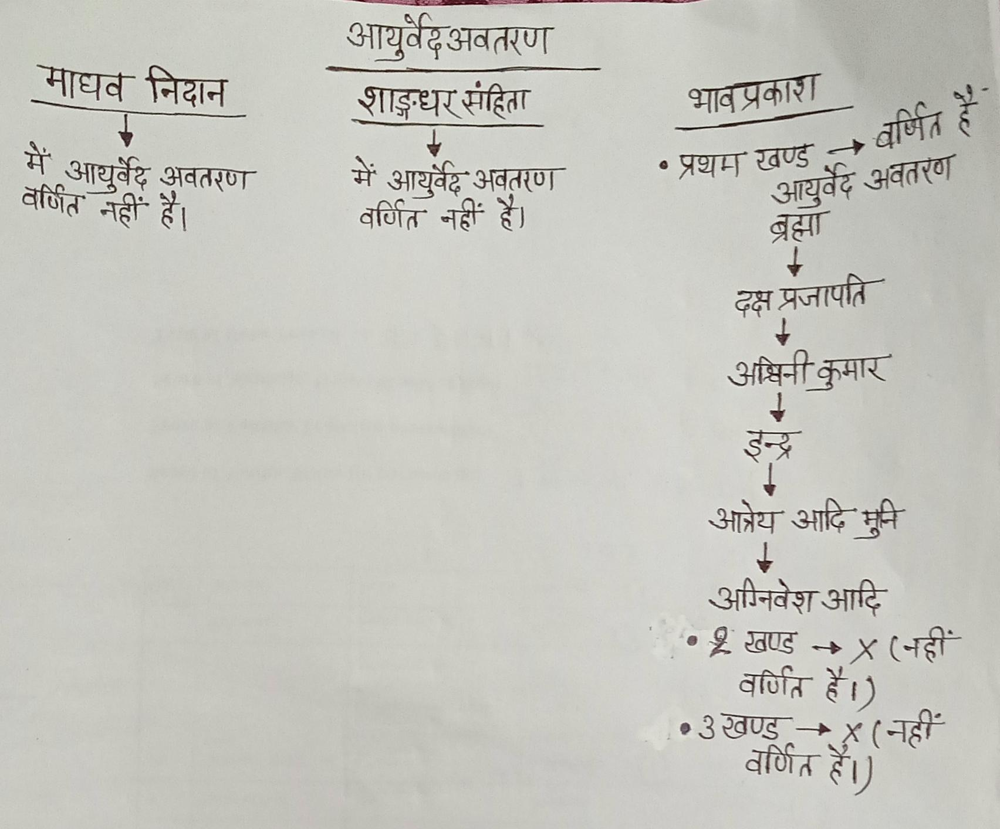 आयुर्वेद अवतरण
माधव निदान
↓
में आयुर्वेद अवतरण
वर्णित नहीं है।
शाङ्गधर संहिता
↓
में आयुर्वेद अवतरण
वर्णित नहीं है।
भावप्रकाश
• प्रथम खण्ड → वर्णित है
आयुर्वेद अवतरण
ब्रह्मा
↓
दक्ष प्रजापति
↓
अश्विनी कुमार
↓
इन्द्र
↓
आत्रेय आदि मुनि
↓
अग्निवेश आदि
• 2 खण्ड → X (नहीं
वर्णित है।)
• 3 खण्ड → X (नहीं
वर्णित है।)